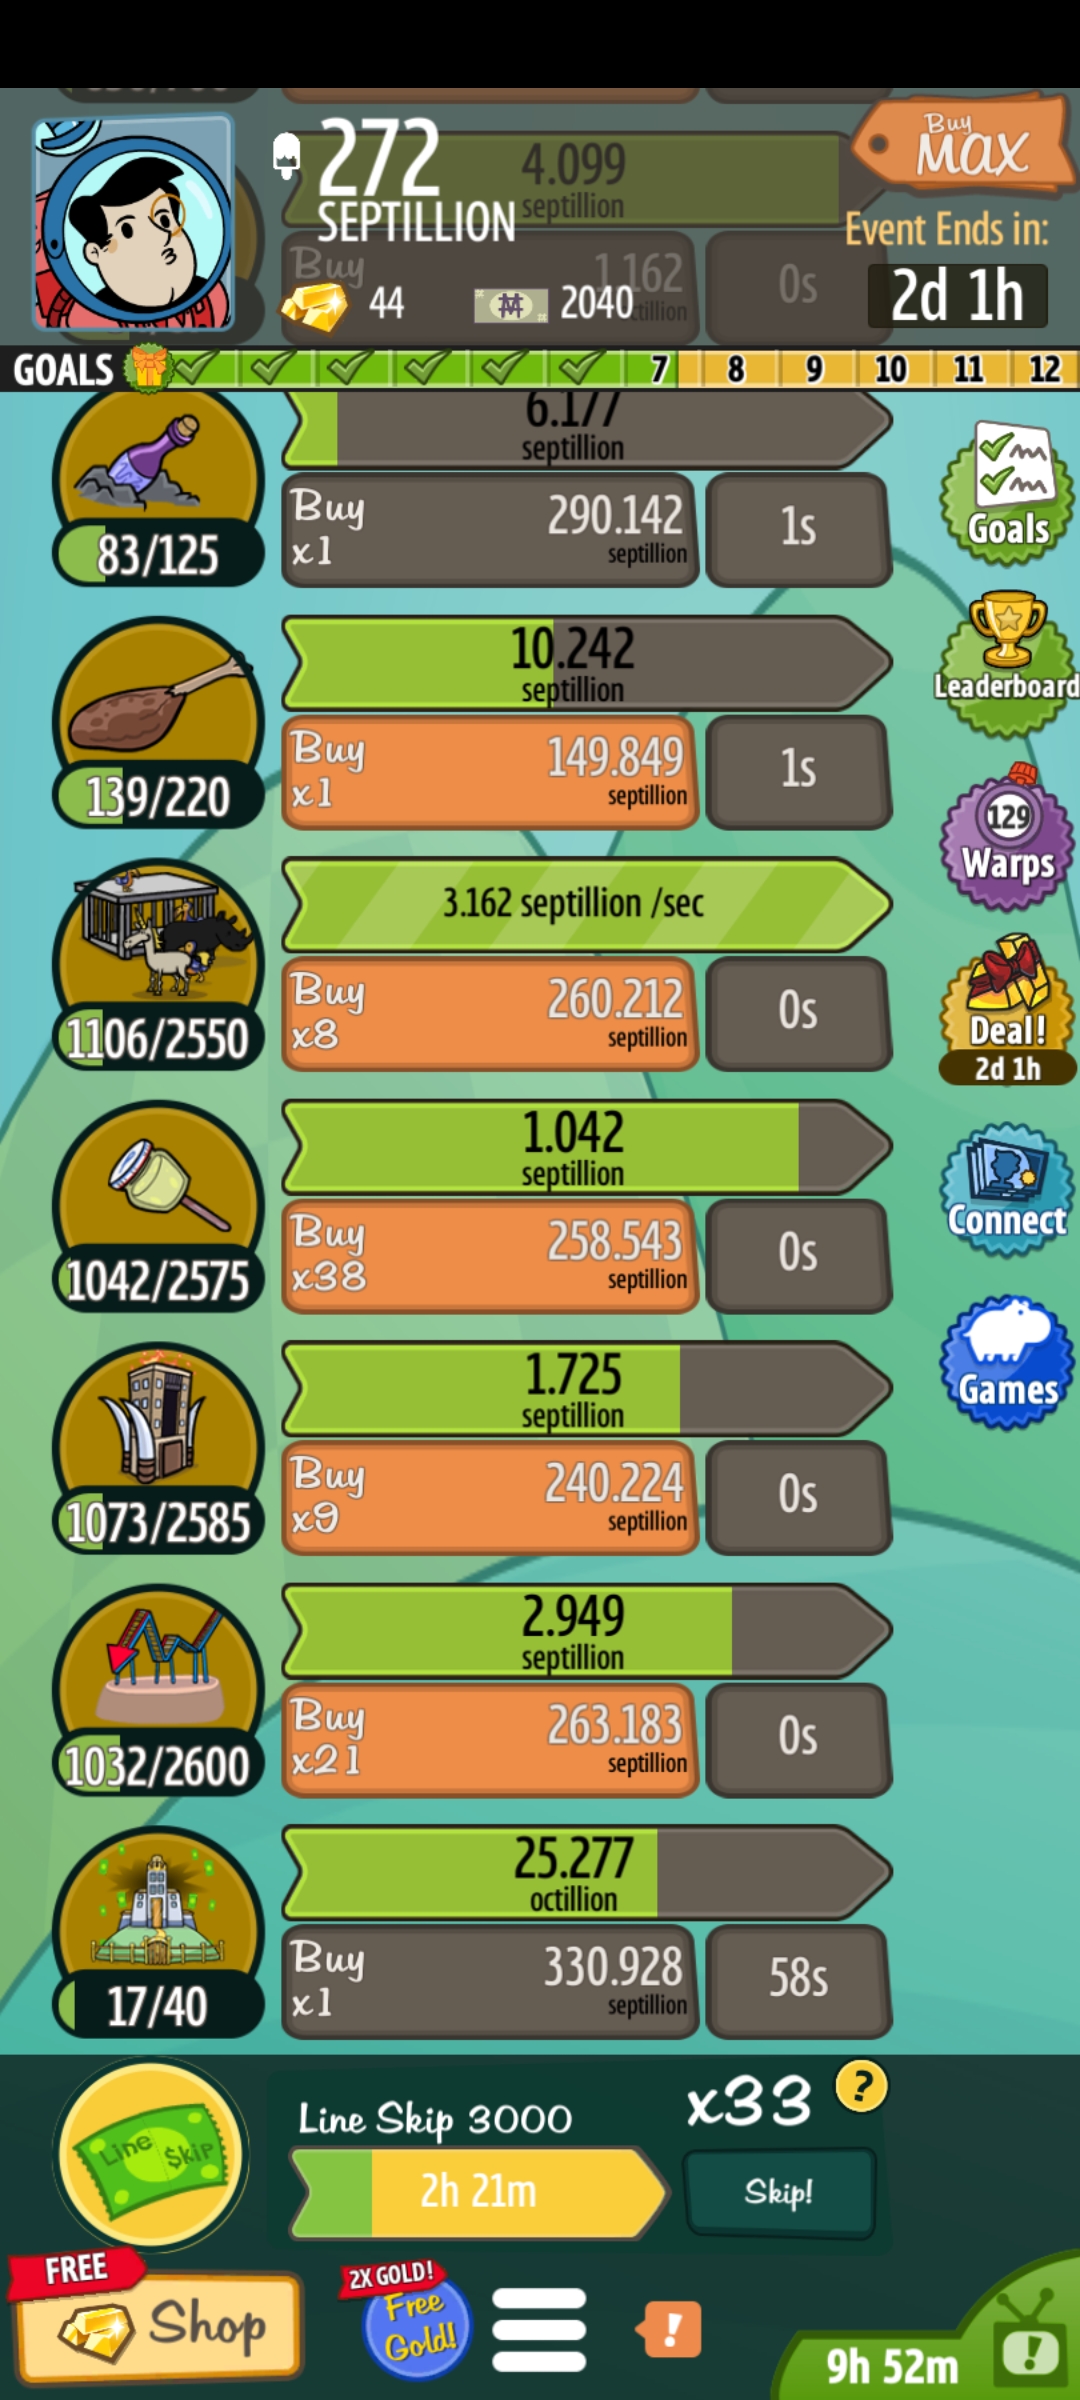 272
SEPTILLION
4.099
septillion
Buy
MAX
Event Ends in:
2d 1h
Buy
1.162
0s
44
2040
GOALS
7
8
9
10
11
12
6.177
septillion
83/125
Buy
x1
290.142
septillion
1s
Goals
10.242
septillion
139/220
Buy
x1
149.849
septillion
1s
Leaderboard
129
Warps
3.162 septillion /sec
1106/2550
Buy
x8
260.212
septillion
0s
Deal!
2d 1h
1.042
septillion
1042/2575
Buy
x38
258.543
septillion
0s
Connect
1.725
septillion
1073/2585
Buy
x9
240.224
septillion
0s
Games
2.949
septillion
1032/2600
Buy
x21
263.183
septillion
0s
25.277
octillion
17/40
Buy
x1
330.928
septillion
58s
Line $kip
Line Skip 3000
2h 21m
x33
?
Skip!
FREE
Shop
2X GOLD!
Free
Gold!
!
9h 52m
!